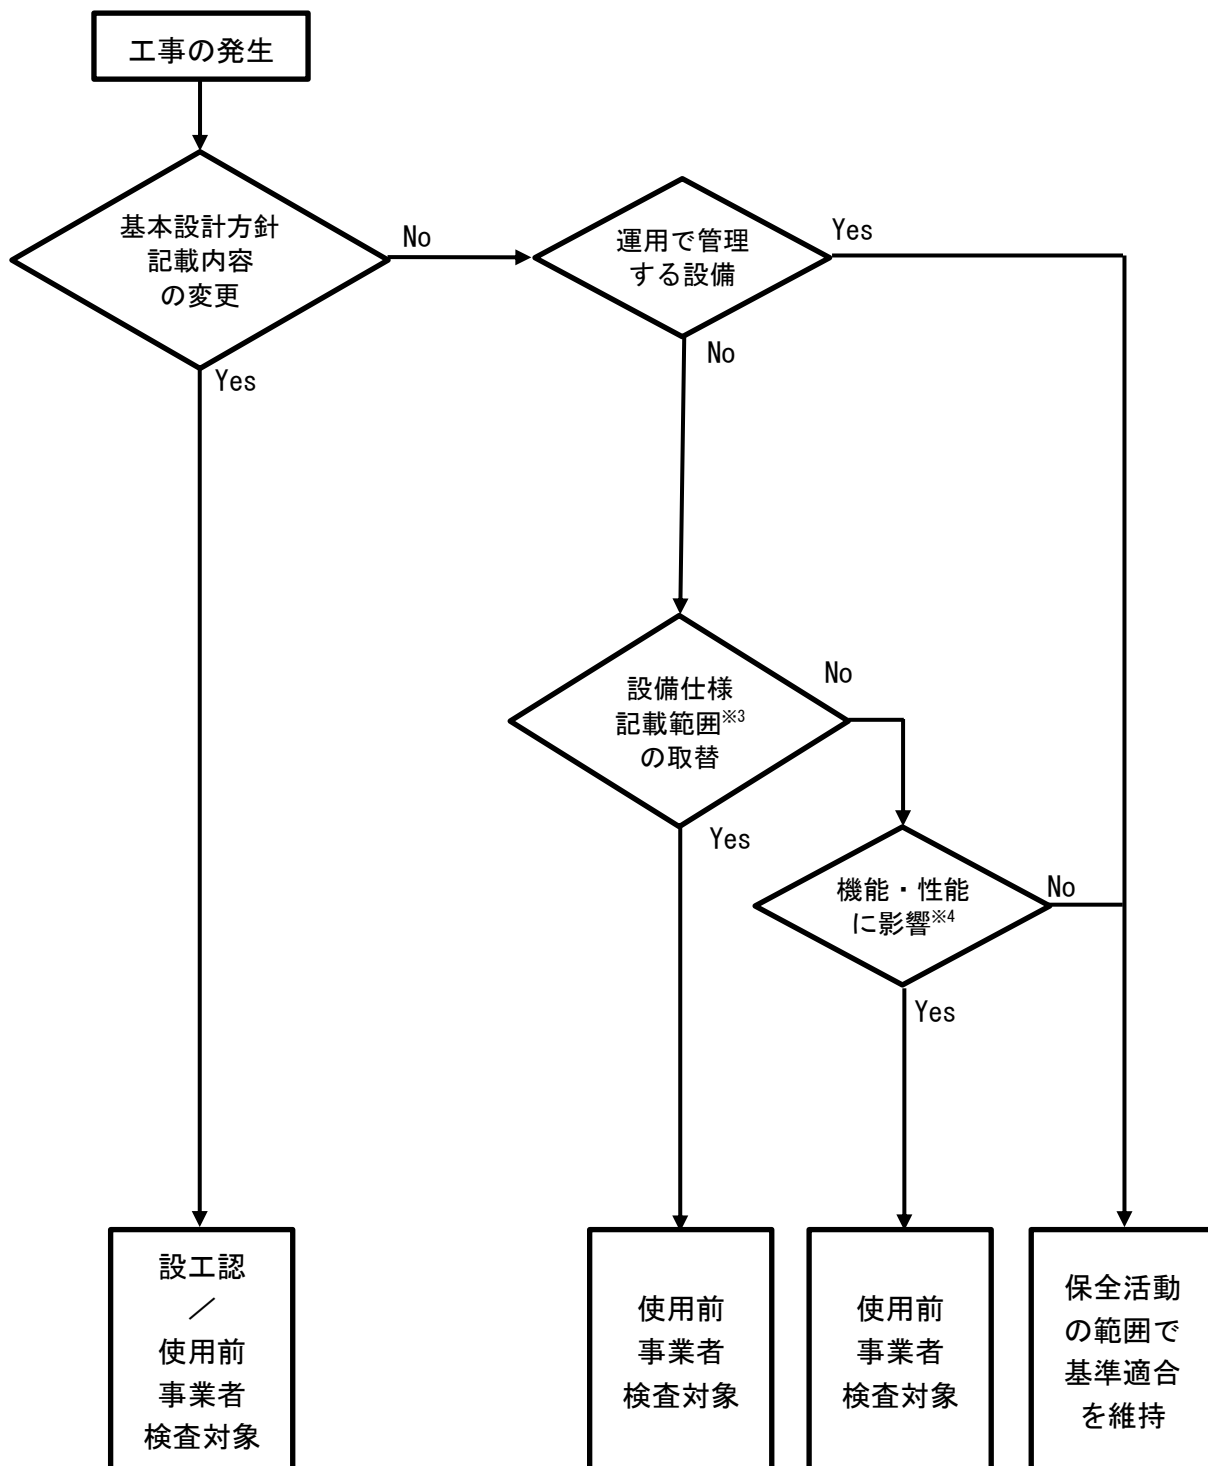 工事の発生
基本設計方針
記載内容
の変更
No
Yes
運用で管理
する設備
Yes
No
設備仕様
記載範囲※3
の取替
No
Yes
機能・性能
に影響※4
No
Yes
設工認
／
使用前
事業者
検査対象
使用前
事業者
検査対象
使用前
事業者
検査対象
保全活動
の範囲で
基準適合
を維持